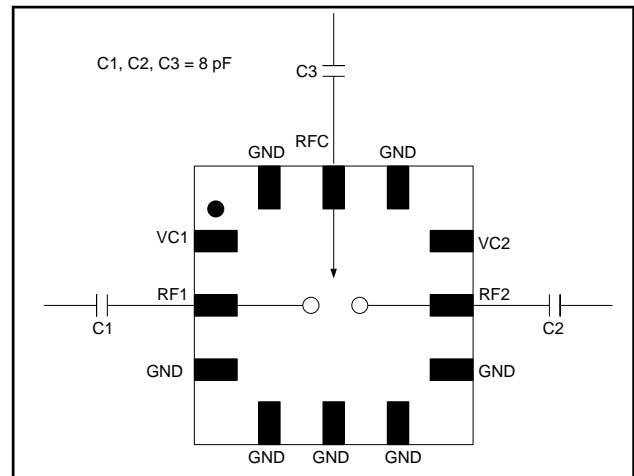 C1, C2, C3 = 8 pF
C3
GND
RFC
GND
VC1
VC2
RF1
RF2
C1
C2
GND
GND
GND
GND
GND